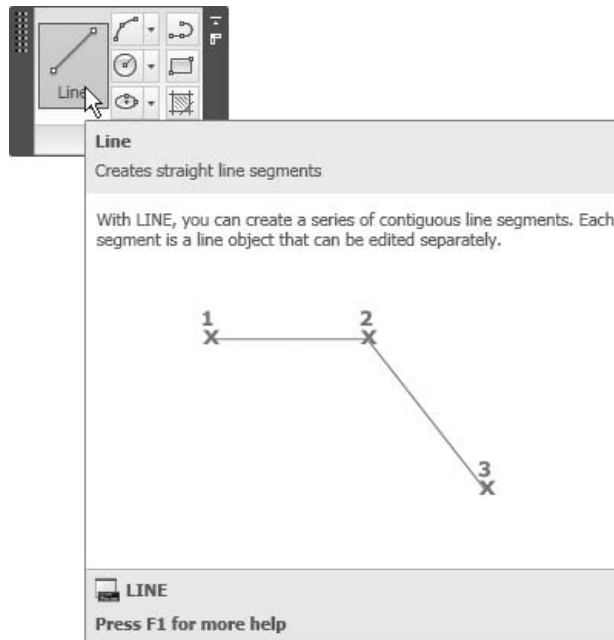 Line
Line
Creates straight line segments
With LINE, you can create a series of contiguous line segments. Each
segment is a line object that can be edited separately.
1
2
3
LINE
Press F1 for more help